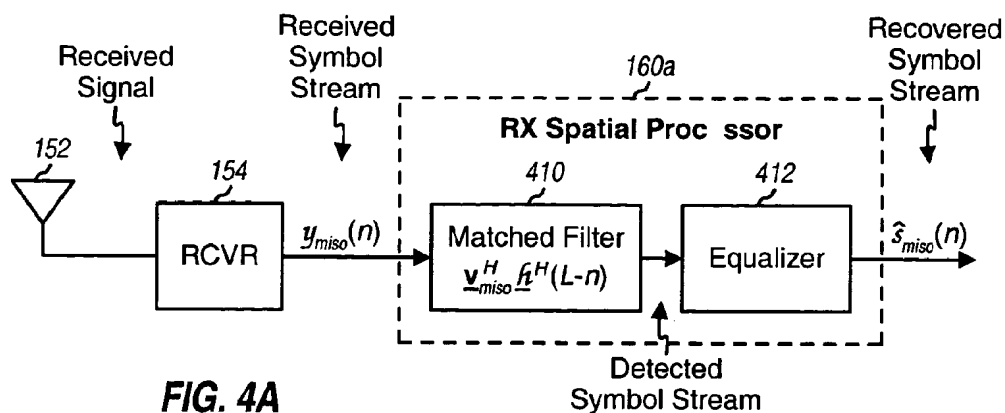 Received
Signal
Received
Symbol
Stream
Recovered
Symbol
Stream
160a
RX Spatial Proc ssor
152
154
410
412
RCVR
y_miso(n)
Matched Filter
v^H_miso h^H(L-n)
Equalizer
ŝ_miso(n)
Detected
Symbol Stream
FIG. 4A